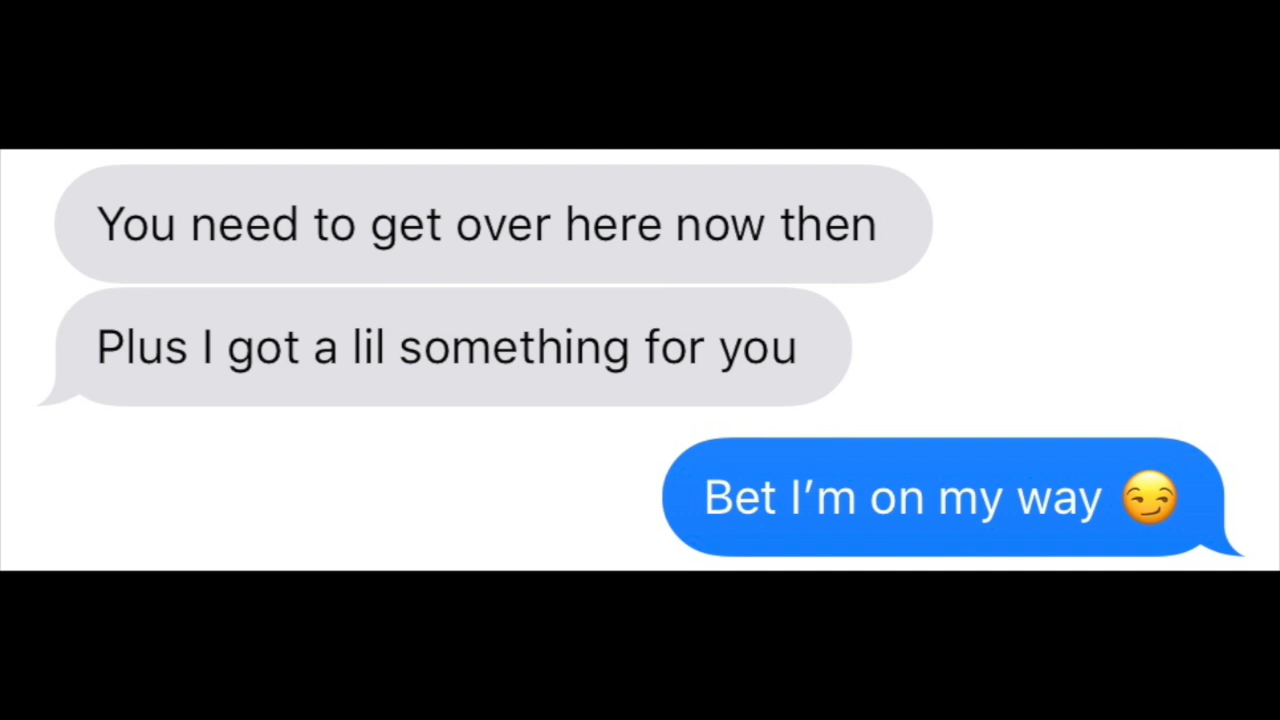 You need to get over here now then
Plus I got a lil something for you
Bet I’m on my way 😏